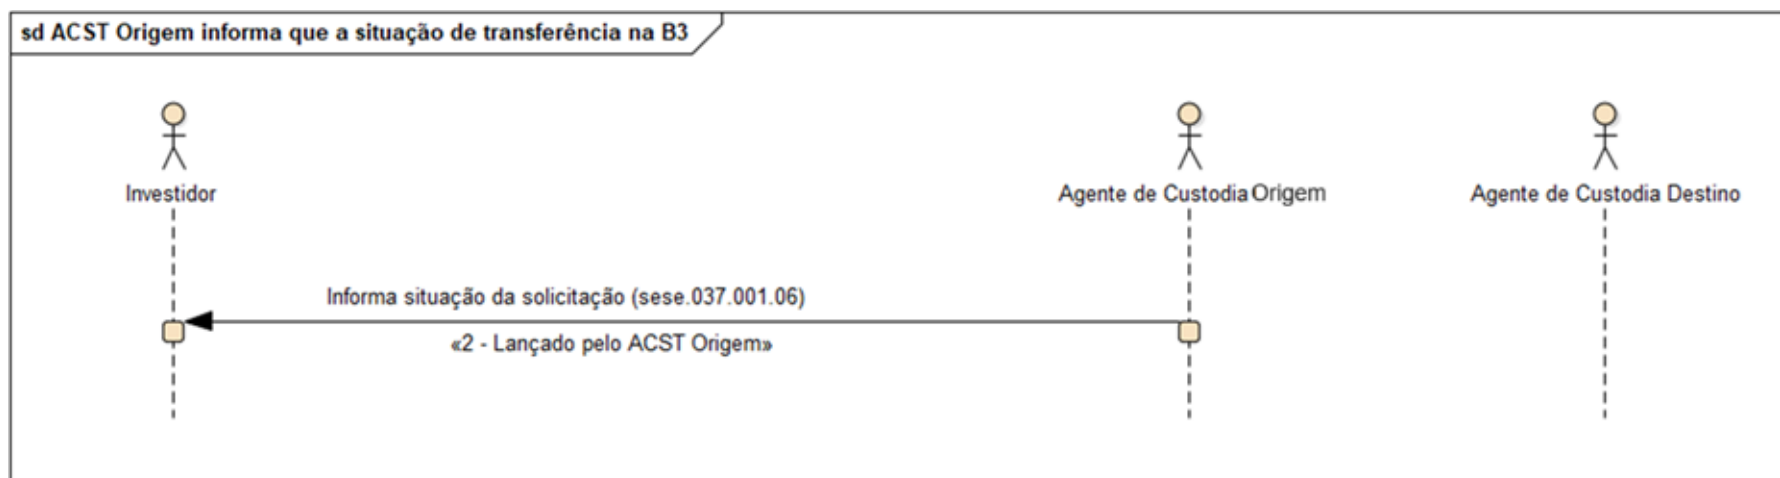 sd ACST Origem informa que a situação de transferência na B3
Investidor
Agente de Custodia Origem
Agente de Custodia Destino
Informa situação da solicitação (sese.037.001.06)
«2 - Lançado pelo ACST Origem»